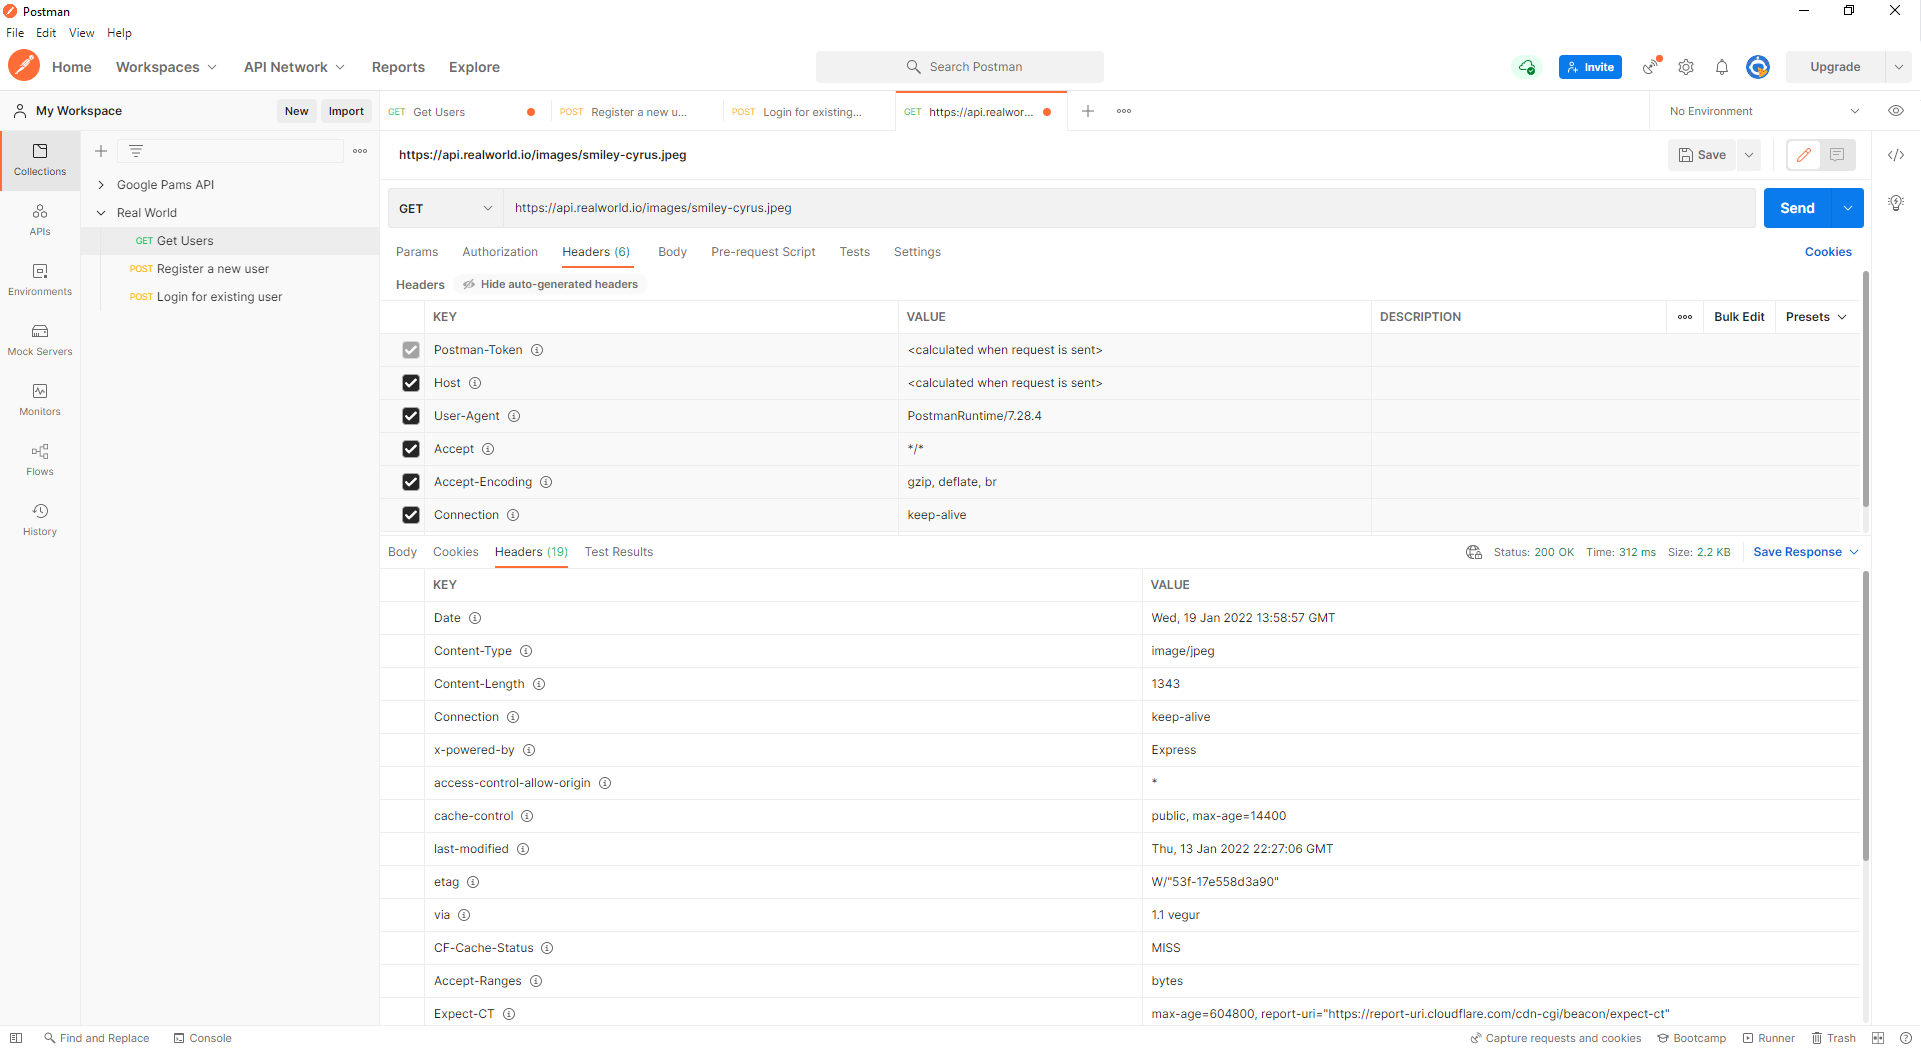 Postman
File Edit View Help
Home Workspaces API Network Reports Explore
Search Postman
Invite
Upgrade
My Workspace
New Import
GET Get Users
POST Register a new u...
POST Login for existing...
GET https://api.realwor...
No Environment
Collections
APIs
Environments
Mock Servers
Monitors
Flows
History
Google Pams API
Real World
GET Get Users
POST Register a new user
POST Login for existing user
https://api.realworld.io/images/smiley-cyrus.jpeg
Save
GET https://api.realworld.io/images/smiley-cyrus.jpeg
Send
Params Authorization Headers (6) Body Pre-request Script Tests Settings Cookies
Headers Hide auto-generated headers
KEY VALUE DESCRIPTION Bulk Edit Presets
Postman-Token <calculated when request is sent>
Host <calculated when request is sent>
User-Agent PostmanRuntime/7.28.4
Accept */*
Accept-Encoding gzip, deflate, br
Connection keep-alive
Body Cookies Headers (19) Test Results Status: 200 OK Time: 312 ms Size: 2.2 KB Save Response
KEY VALUE
Date Wed, 19 Jan 2022 13:58:57 GMT
Content-Type image/jpeg
Content-Length 1343
Connection keep-alive
x-powered-by Express
access-control-allow-origin *
cache-control public, max-age=14400
last-modified Thu, 13 Jan 2022 22:27:06 GMT
etag W/"53f-17e558d3a90"
via 1.1 vegur
CF-Cache-Status MISS
Accept-Ranges bytes
Expect-CT max-age=604800, report-uri="https://report-uri.cloudflare.com/cdn-cgi/beacon/expect-ct"
Find and Replace Console Capture requests and cookies Bootcamp Runner Trash